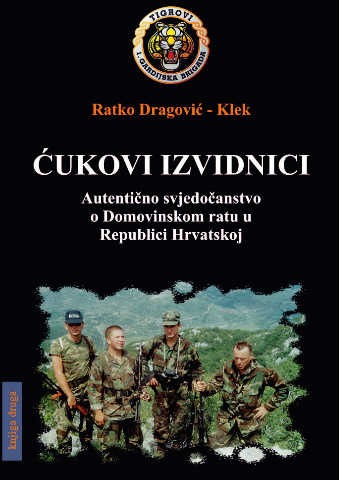 TIGROVI
1. GARDIJSKA BRIGADA
Ratko Dragović - Klek
ĆUKOVI IZVIDNICI
Autentično svjedočanstvo
o Domovinskom ratu u
Republici Hrvatskoj
knjiga druga